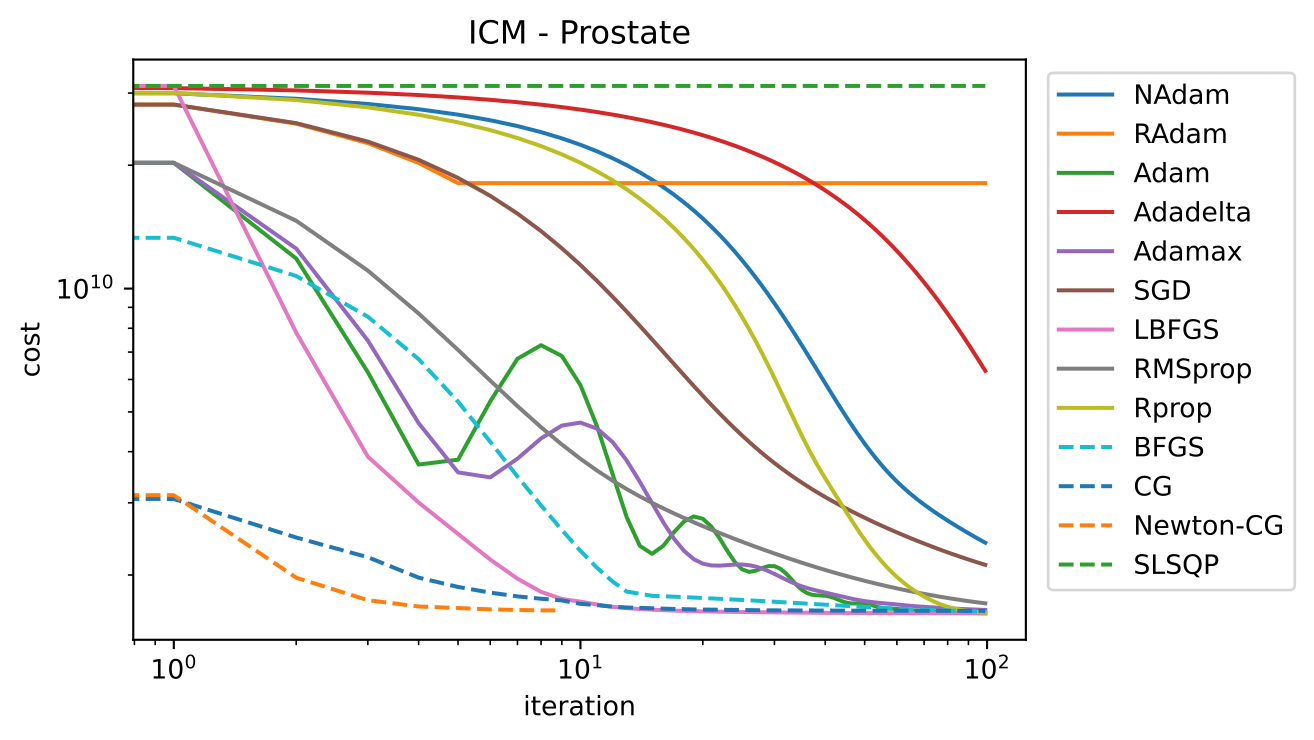 ICM - Prostate
cost
10^10
10^0
10^1
10^2
iteration
NAdam
RAdam
Adam
Adadelta
Adamax
SGD
LBFGS
RMSprop
Rprop
BFGS
CG
Newton-CG
SLSQP